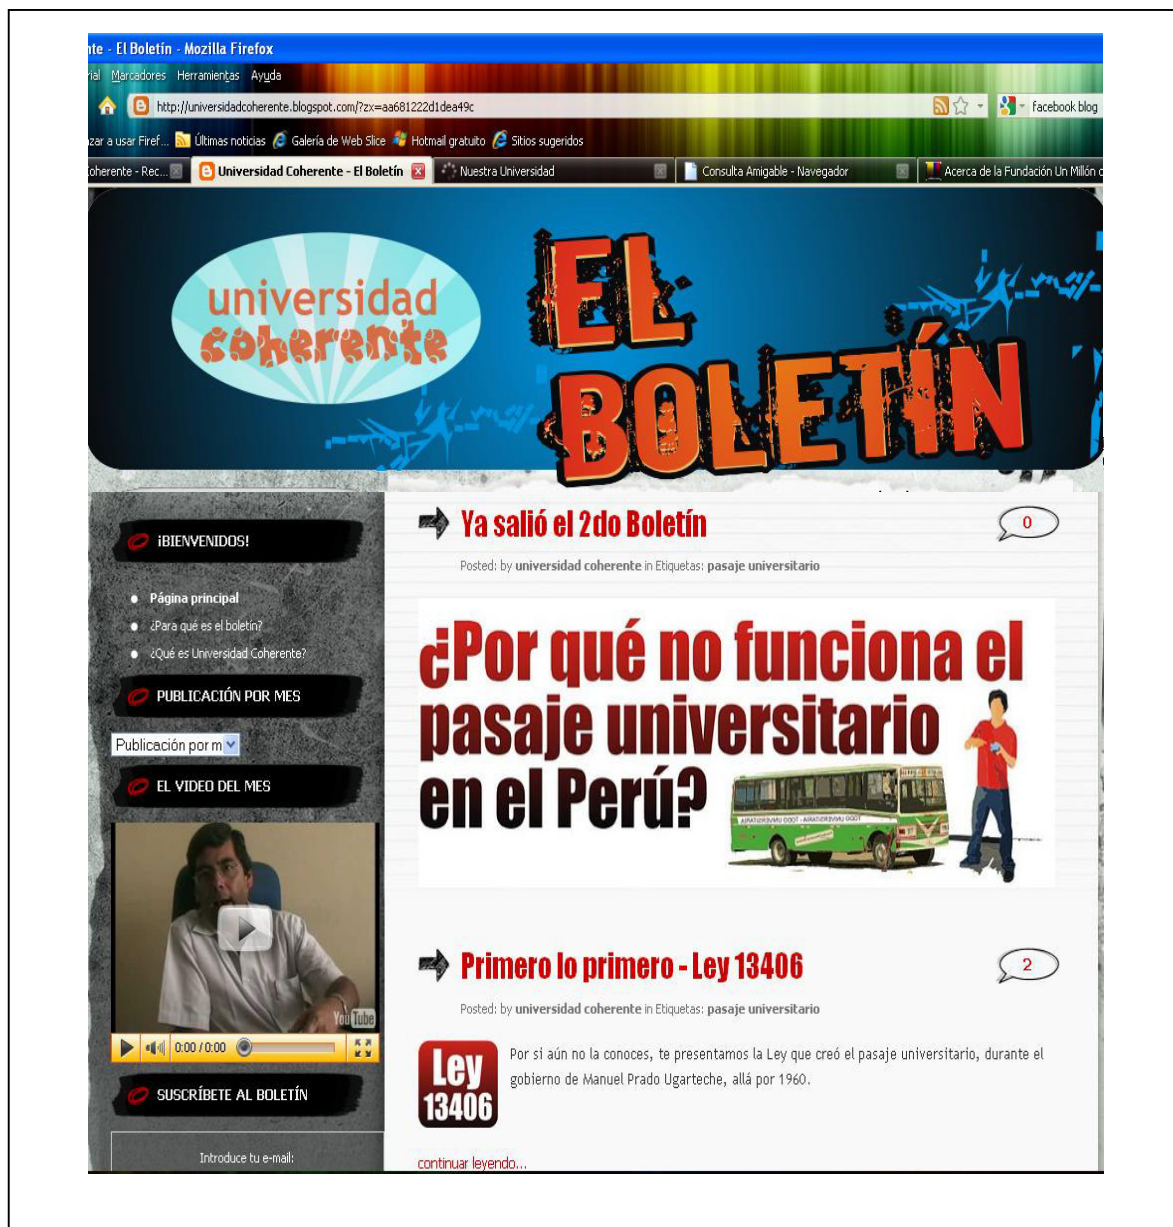 nte - El Boletín - Mozilla Firefox
rial Marcadores Herramientas Ayuda
http://universidadcoherente.blogspot.com/?zx=aa681222d1dea49c
facebook blog
nzar a usar Firef... Últimas noticias Galería de Web Slice Hotmail gratuito Sitios sugeridos
oherente - Rec... Universidad Coherente - El Boletín Nuestra Universidad Consulta Amigable - Navegador Acerca de la Fundación Un Millón d
universidad
coherente
EL
BOLETÍN
¡BIENVENIDOS!
Página principal
¿Para qué es el boletín?
¿Qué es Universidad Coherente?
PUBLICACIÓN POR MES
Publicación por m
EL VIDEO DEL MES
YouTube
0:00 / 0:00
SUSCRÍBETE AL BOLETÍN
Introduce tu e-mail:
Ya salió el 2do Boletín
0
Posted: by universidad coherente in Etiquetas: pasaje universitario
¿Por qué no funciona el
pasaje universitario
en el Perú?
Primero lo primero - Ley 13406
2
Posted: by universidad coherente in Etiquetas: pasaje universitario
Ley
13406
Por si aún no la conoces, te presentamos la Ley que creó el pasaje universitario, durante el
gobierno de Manuel Prado Ugarteche, allá por 1960.
continuar leyendo...